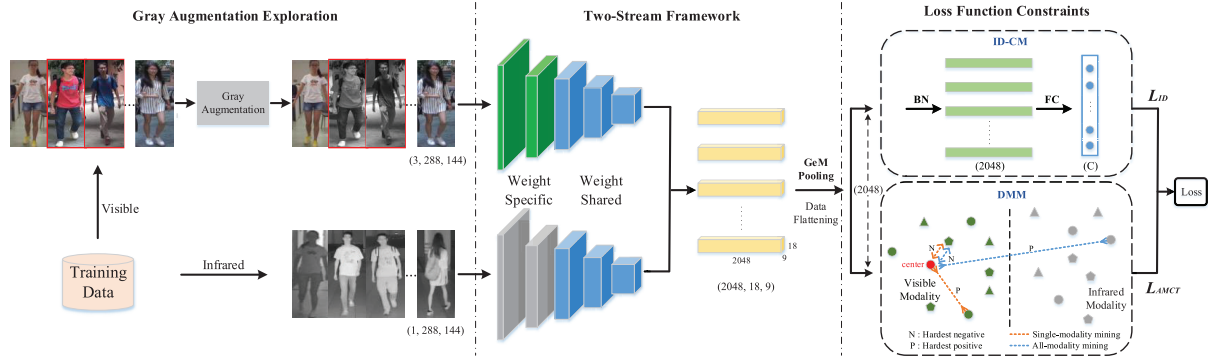 Gray Augmentation Exploration
Two-Stream Framework
Loss Function Constraints
Gray
Augmentation
(3, 288, 144)
Visible
Training
Data
Infrared
(1, 288, 144)
Weight
Specific
Weight
Shared
2048
18
9
(2048, 18, 9)
GeM
Pooling
Data
Flattening
(2048)
ID-CM
BN
FC
(2048)
(C)
L_ID
DMM
N
N
P
P
center
Visible
Modality
Infrared
Modality
N : Hardest negative
P : Hardest positive
Single-modality mining
All-modality mining
L_AMCT
Loss